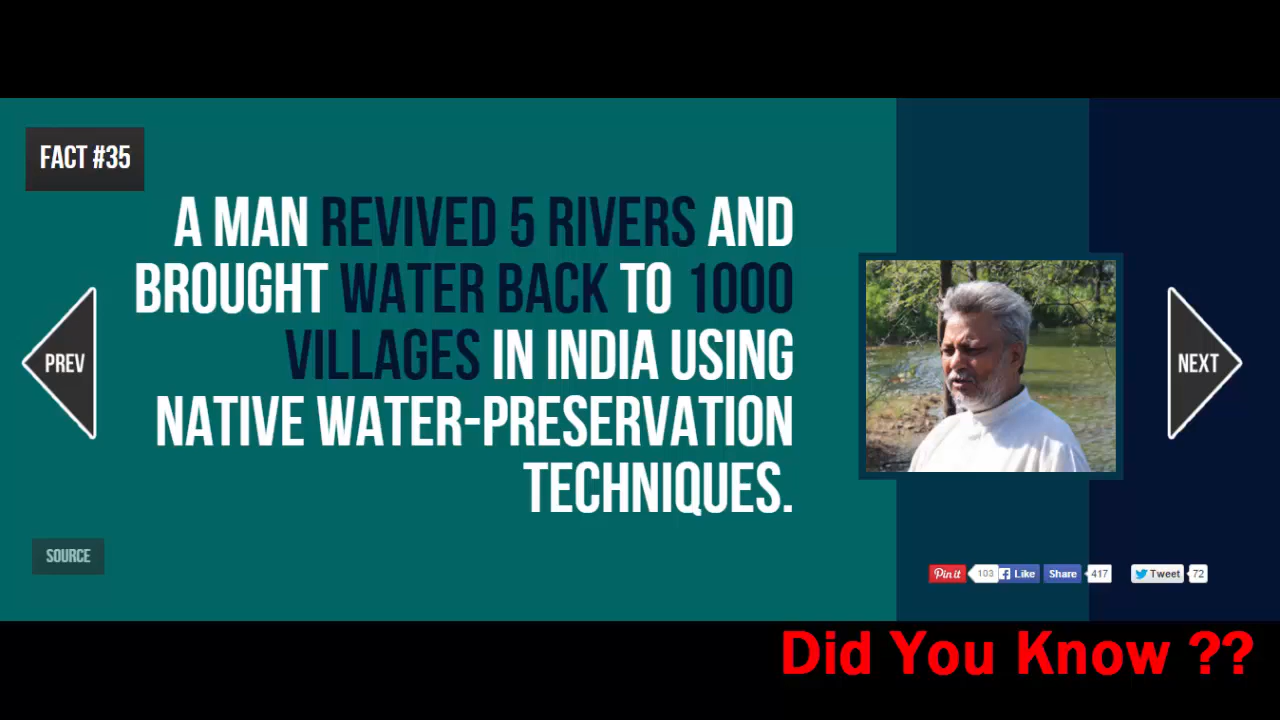 FACT #35
A MAN REVIVED 5 RIVERS AND
BROUGHT WATER BACK TO 1000
VILLAGES IN INDIA USING
NATIVE WATER-PRESERVATION
TECHNIQUES.
PREV
NEXT
SOURCE
Pin it 103 Like Share 417 Tweet 72
Did You Know ??